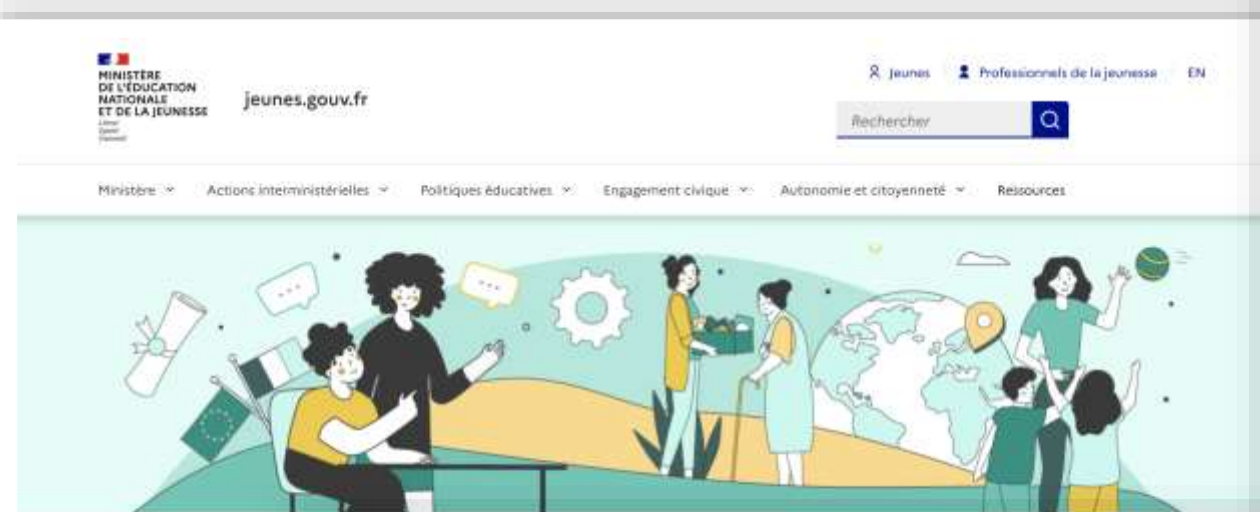 MINISTÈRE
DE L'ÉDUCATION
NATIONALE
ET DE LA JEUNESSE
jeunes.gouv.fr
Jeunes
Professionnels de la jeunesse
EN
Rechercher
Ministère
Actions interministérielles
Politiques éducatives
Engagement civique
Autonomie et citoyenneté
Ressources